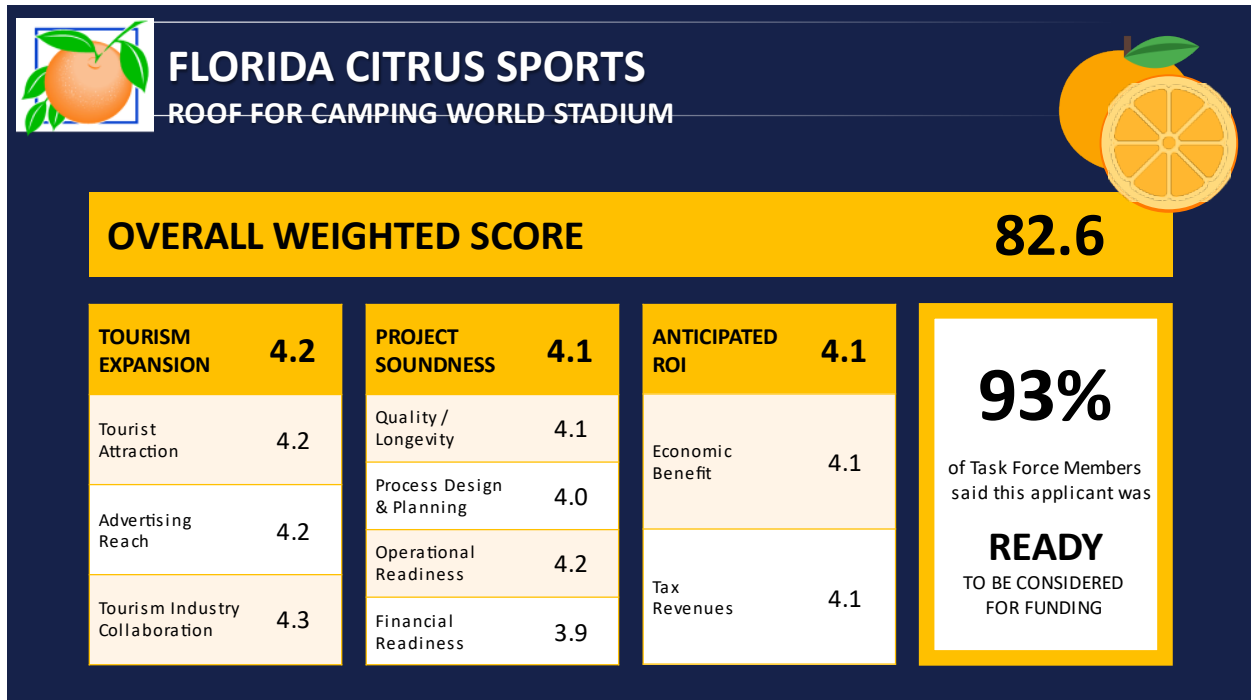 FLORIDA CITRUS SPORTS
ROOF FOR CAMPING WORLD STADIUM
OVERALL WEIGHTED SCORE 82.6
TOURISM
EXPANSION 4.2
Tourist
Attraction 4.2
Advertising
Reach 4.2
Tourism Industry
Collaboration 4.3
PROJECT
SOUNDNESS 4.1
Quality /
Longevity 4.1
Process Design
& Planning 4.0
Operational
Readiness 4.2
Financial
Readiness 3.9
ANTICIPATED
ROI 4.1
Economic
Benefit 4.1
Tax
Revenues 4.1
93%
of Task Force Members
said this applicant was
READY
TO BE CONSIDERED
FOR FUNDING